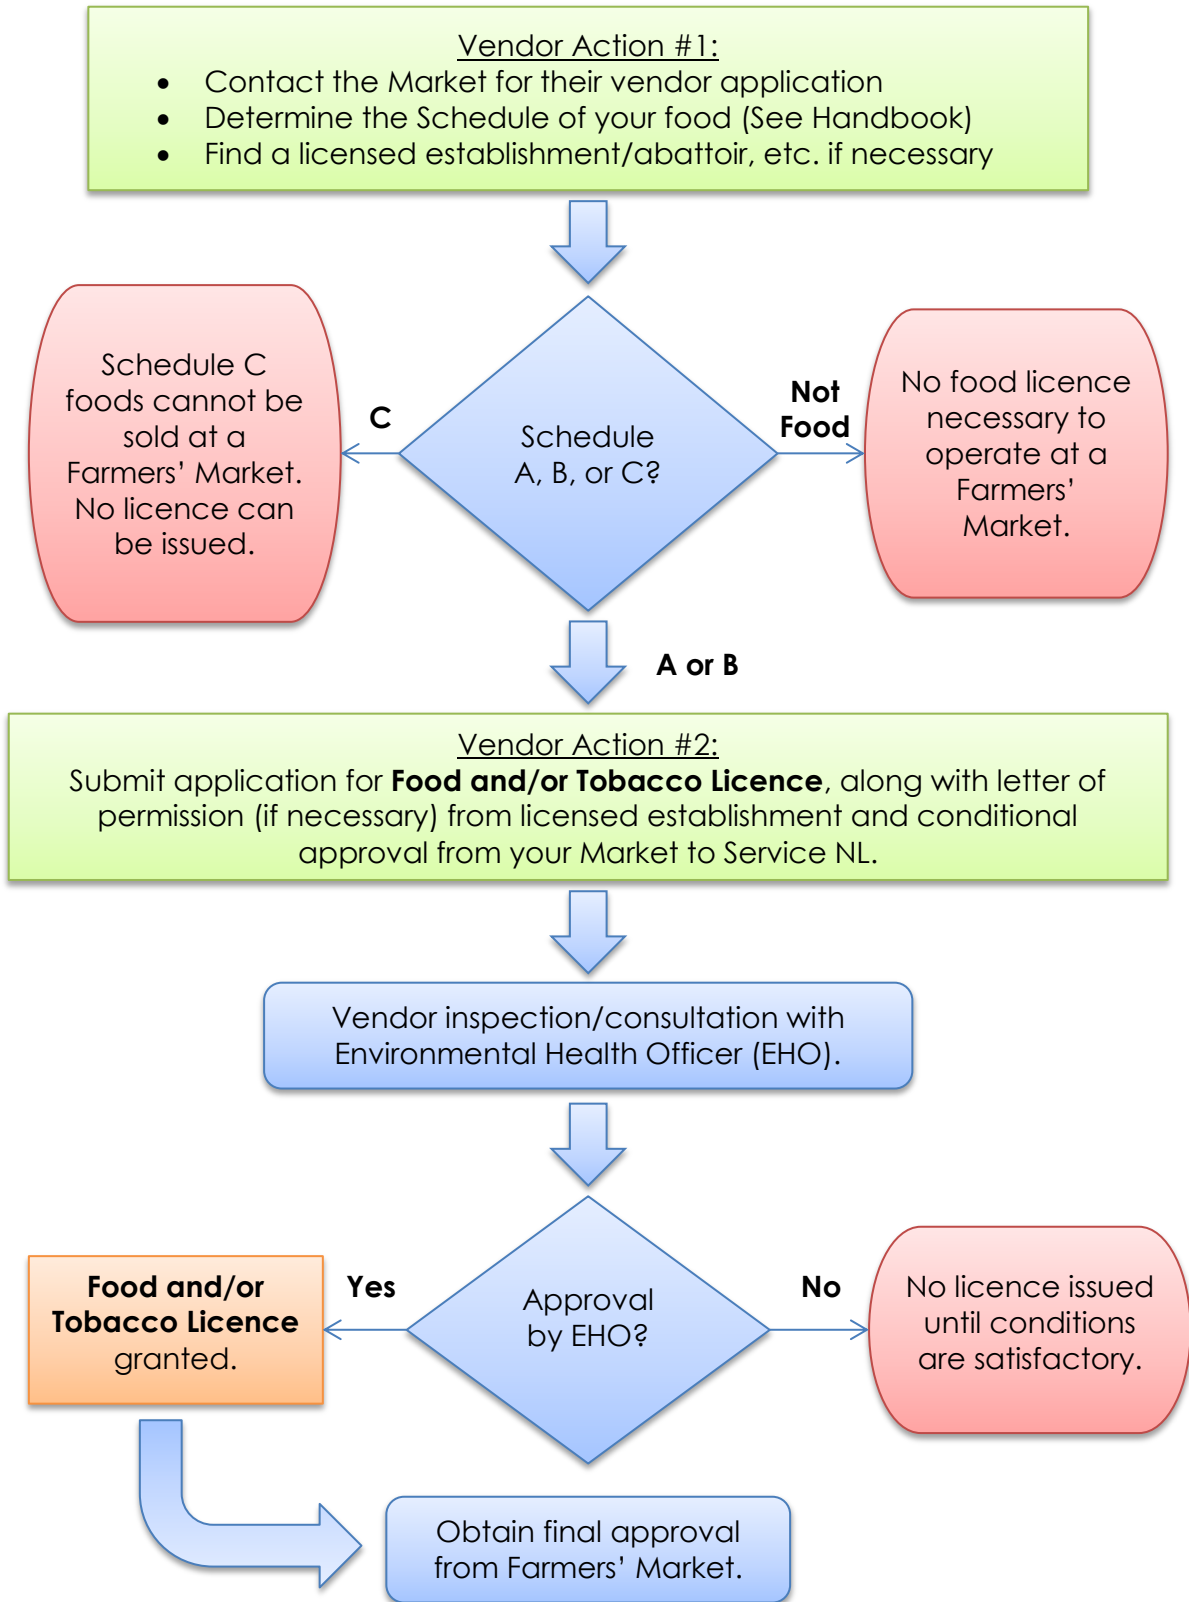 Vendor Action #1:
• Contact the Market for their vendor application
• Determine the Schedule of your food (See Handbook)
• Find a licensed establishment/abattoir, etc. if necessary
Schedule C
foods cannot be
sold at a
Farmers’ Market.
No licence can
be issued.
C
Schedule
A, B, or C?
Not
Food
No food licence
necessary to
operate at a
Farmers’
Market.
A or B
Vendor Action #2:
Submit application for Food and/or Tobacco Licence, along with letter of
permission (if necessary) from licensed establishment and conditional
approval from your Market to Service NL.
Vendor inspection/consultation with
Environmental Health Officer (EHO).
Food and/or
Tobacco Licence
granted.
Yes
Approval
by EHO?
No
No licence issued
until conditions
are satisfactory.
Obtain final approval
from Farmers’ Market.